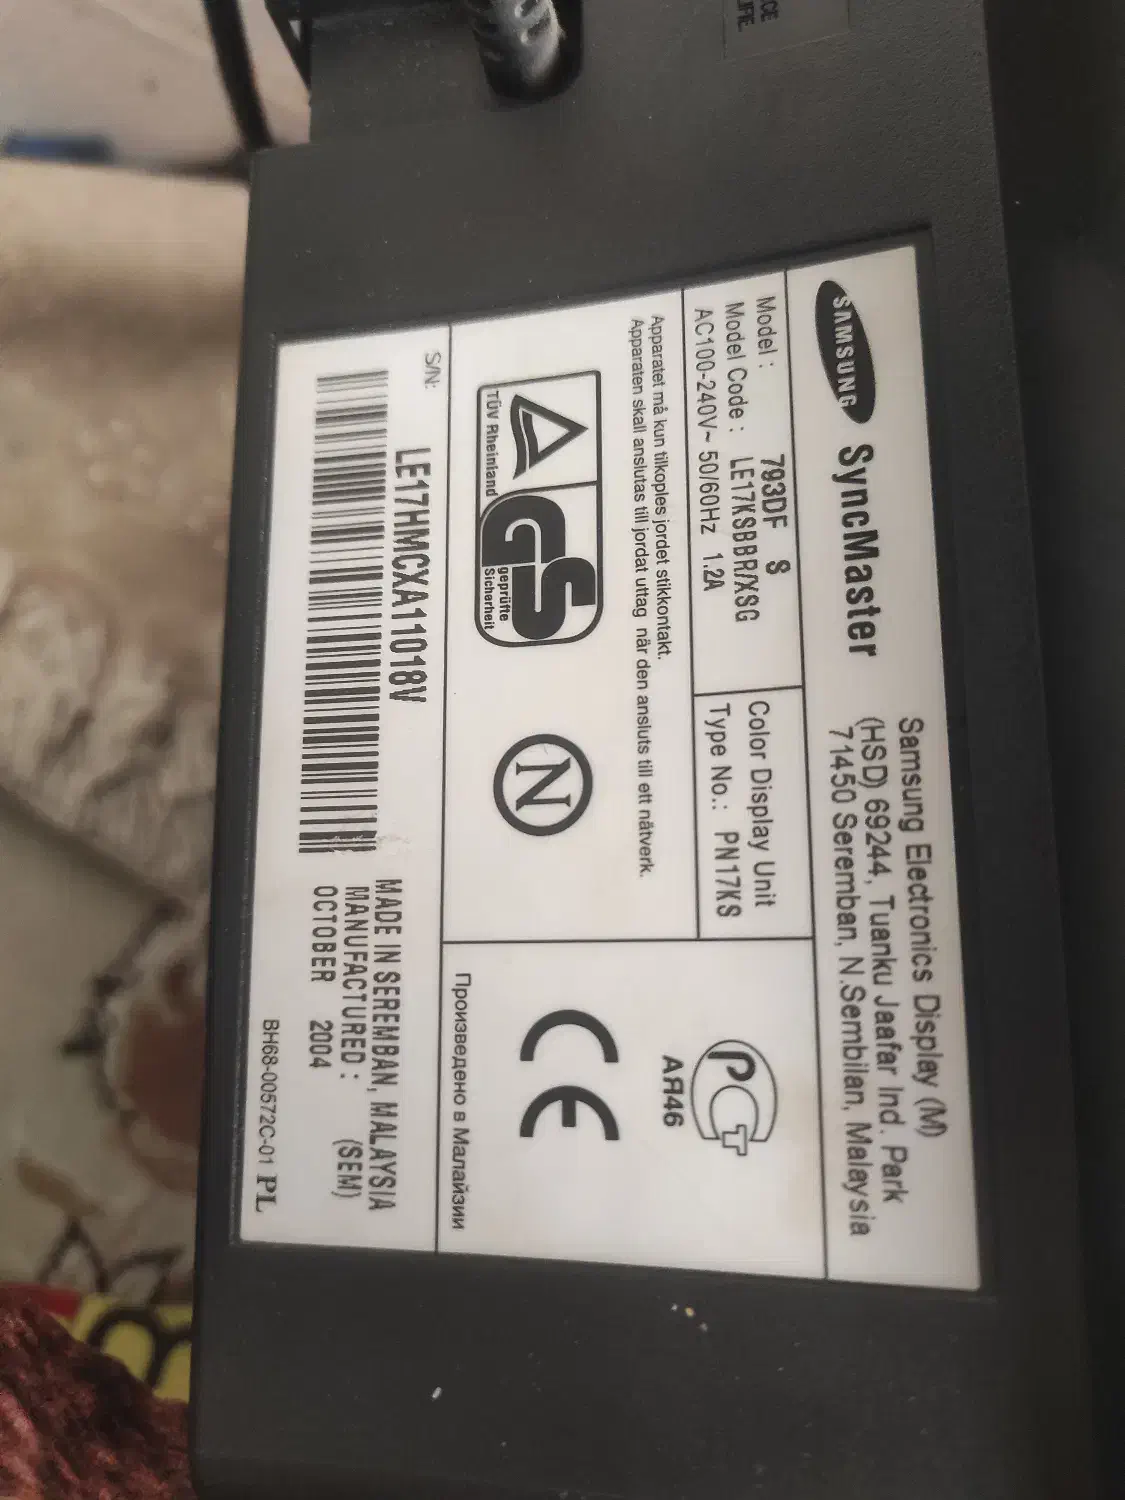 SAMSUNG SyncMaster
Samsung Electronics Display (M)
(HSD) 69244, Tuanku Jaafar Ind. Park
71450 Seremban, N.Sembilan, Malaysia
Model : 793DF S
Model Code : LE17KSBBR/XSG
AC100-240V~ 50/60Hz 1.2A
Color Display Unit
Type No.: PN17KS
Apparatet må kun tilkoples jordet stikkontakt.
Apparaten skall anslutas till jordat uttag när den ansluts till ett nätverk.
TÜV Rheinland
GS
geprüfte
Sicherheit
N
РСТ
АЯ46
CE
Произведено в Малайзии
S/N:
LE17HMCXA11018V
MADE IN SEREMBAN, MALAYSIA
MANUFACTURED : (SEM)
OCTOBER 2004
BH68-00572C-01 PL